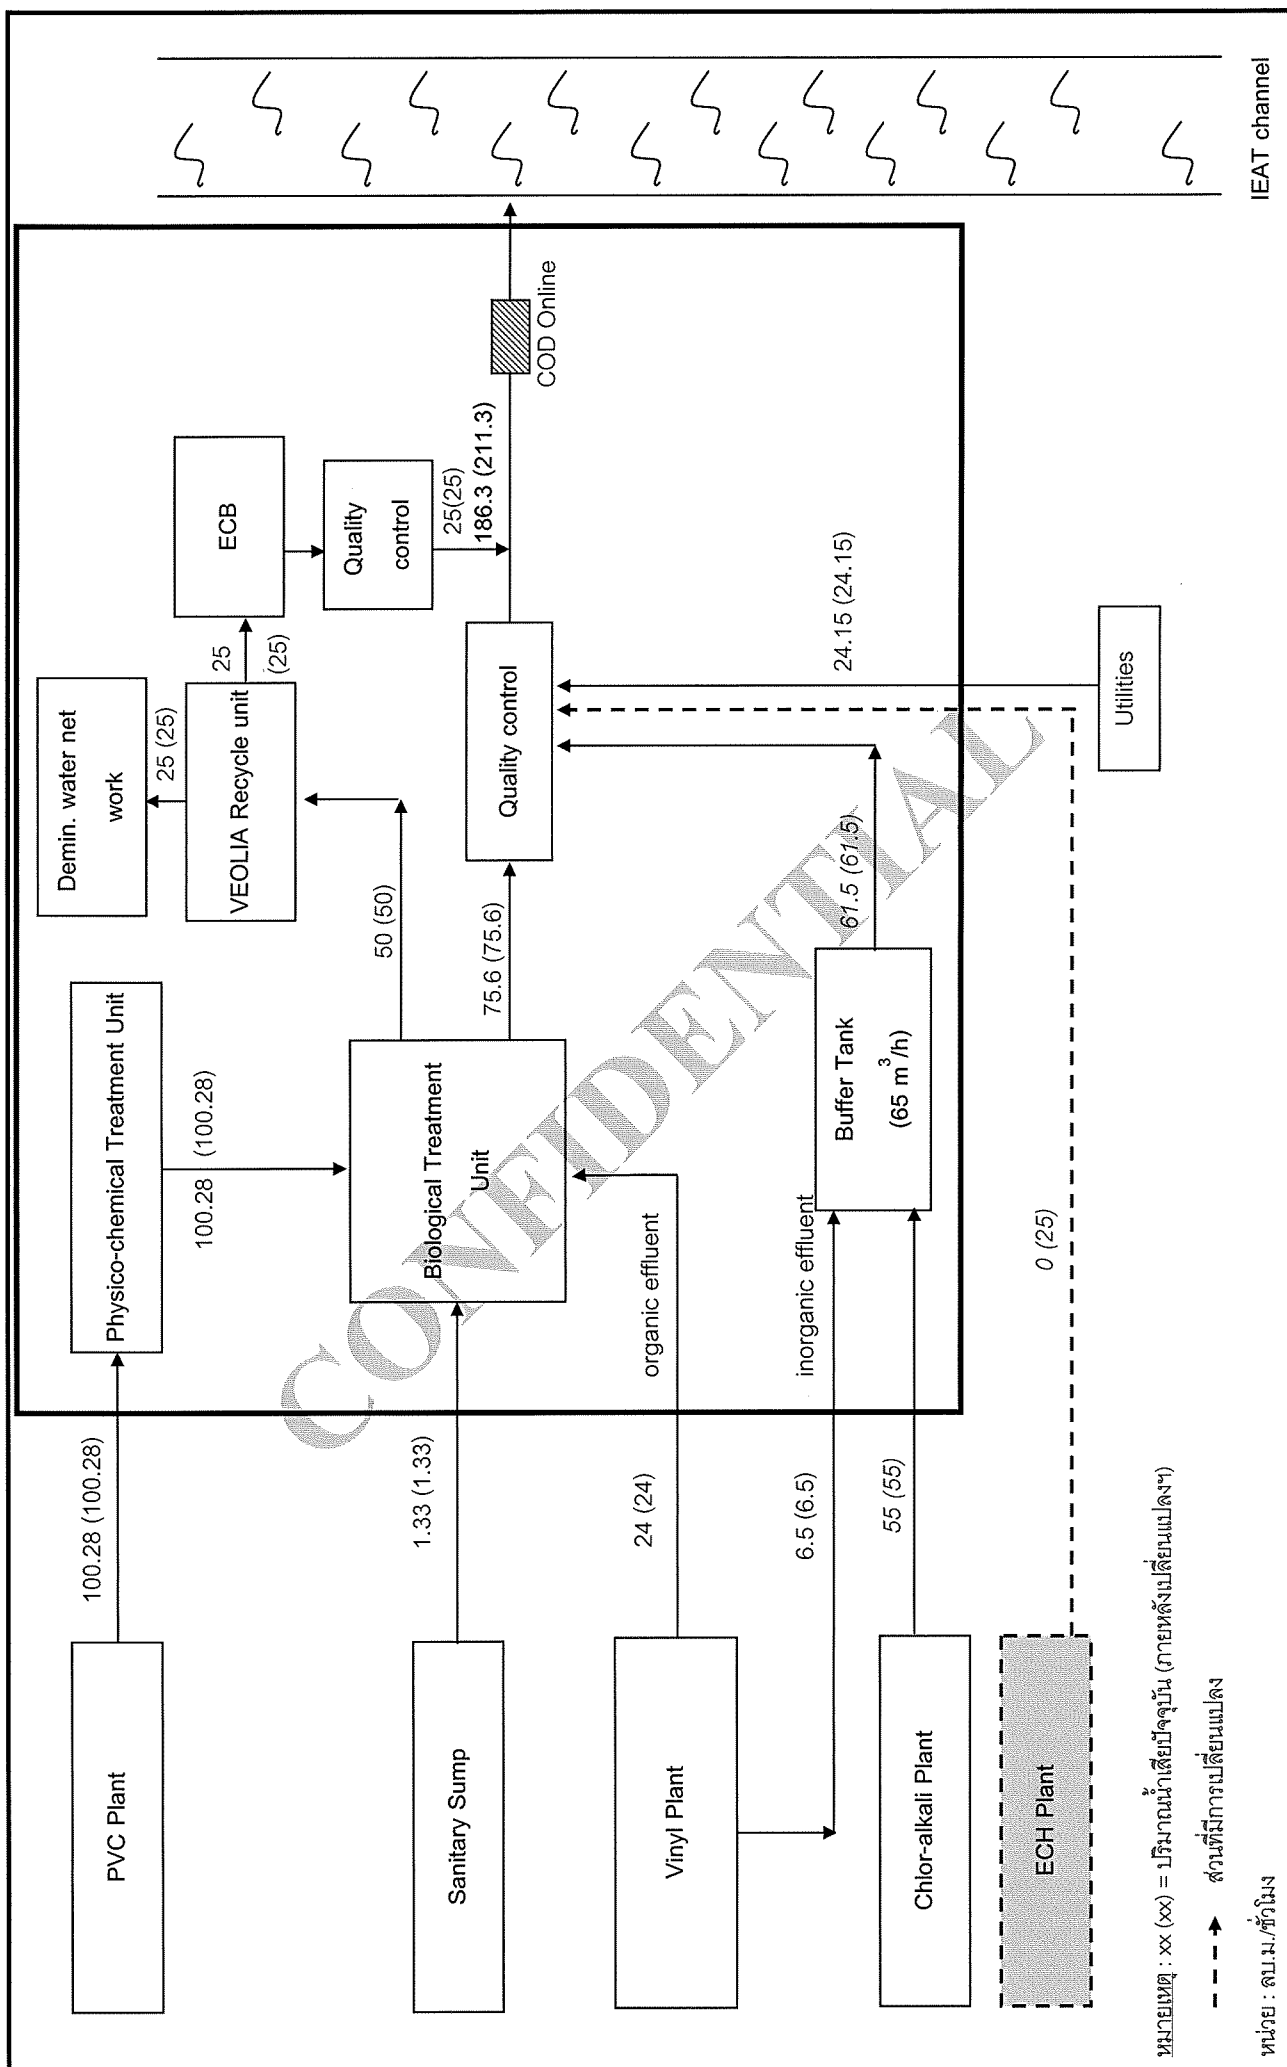 PVC Plant
100.28 (100.28)
Physico-chemical Treatment Unit
100.28 (100.28)
Demin. water net
work
25 (25)
VEOLIA Recycle unit
25
(25)
ECB
Quality
control
25(25)
186.3 (211.3)
50 (50)
Sanitary Sump
1.33 (1.33)
Biological Treatment
Unit
75.6 (75.6)
Quality control
COD Online
Vinyl Plant
24 (24)
organic effluent
6.5 (6.5)
inorganic effluent
Buffer Tank
(65 m³/h)
61.5 (61.5)
24.15 (24.15)
Chlor-alkali Plant
55 (55)
ECH Plant
0 (25)
Utilities
IEAT channel
CONFIDENTIAL
หมายเหตุ : xx (xx) = ปริมาณน้ำเสียปัจจุบัน (ภายหลังเปลี่ยนแปลงฯ)
ส่วนที่มีการเปลี่ยนแปลง
หน่วย : ลบ.ม./ชั่วโมง